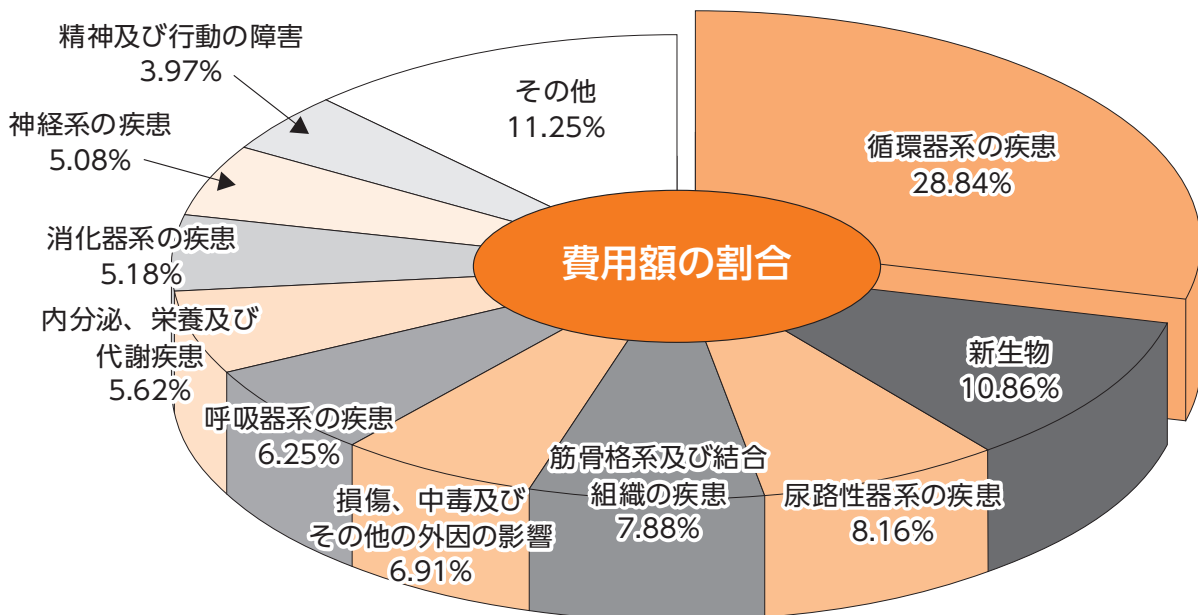 費用額の割合
循環器系の疾患
28.84%
新生物
10.86%
尿路性器系の疾患
8.16%
筋骨格系及び結合
組織の疾患
7.88%
損傷、中毒及び
その他の外因の影響
6.91%
呼吸器系の疾患
6.25%
内分泌、栄養及び
代謝疾患
5.62%
消化器系の疾患
5.18%
神経系の疾患
5.08%
精神及び行動の障害
3.97%
その他
11.25%